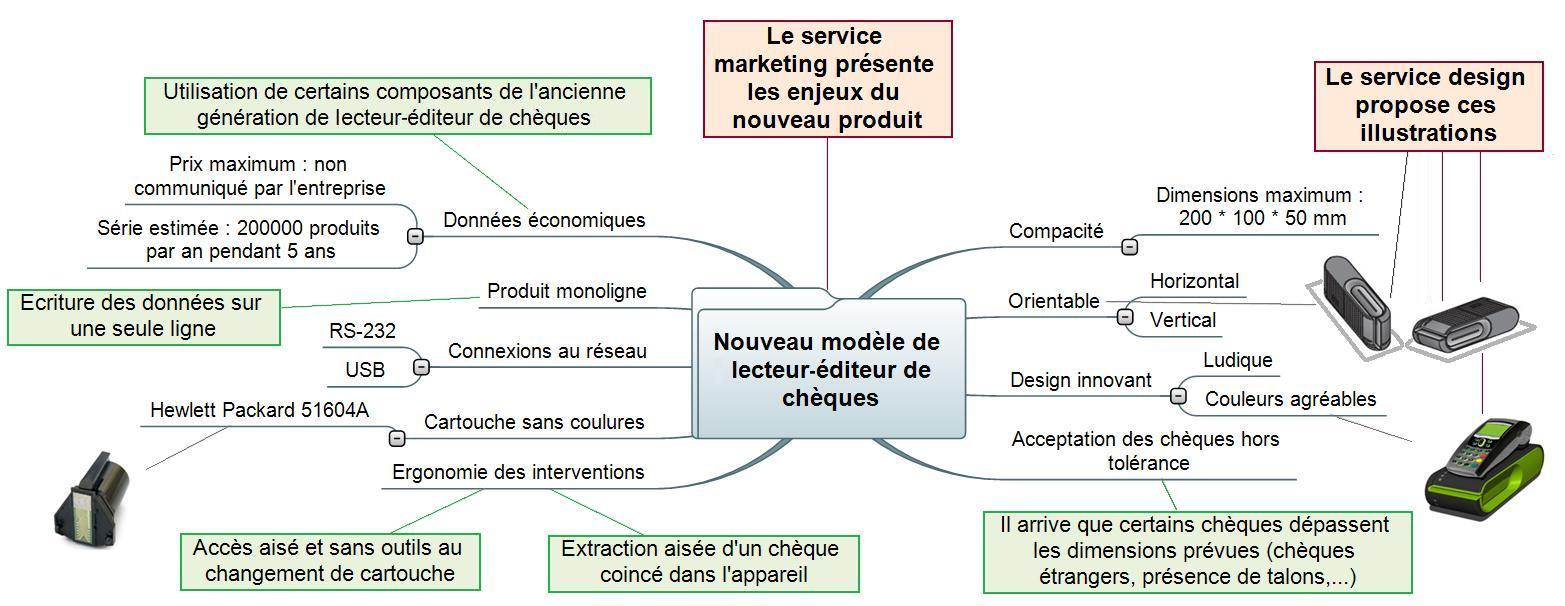 Le service
marketing présente
les enjeux du
nouveau produit
Le service design
propose ces
illustrations
Utilisation de certains composants de l'ancienne
génération de lecteur-éditeur de chèques
Prix maximum : non
communiqué par l'entreprise
Série estimée : 200000 produits
par an pendant 5 ans
Données économiques
Ecriture des données sur
une seule ligne
Produit monoligne
RS-232
USB
Connexions au réseau
Hewlett Packard 51604A
Cartouche sans coulures
Ergonomie des interventions
Accès aisé et sans outils au
changement de cartouche
Extraction aisée d'un chèque
coincé dans l'appareil
Nouveau modèle de
lecteur-éditeur de
chèques
Compacité
Dimensions maximum :
200 * 100 * 50 mm
Orientable
Horizontal
Vertical
Design innovant
Ludique
Couleurs agréables
Acceptation des chèques hors
tolérance
Il arrive que certains chèques dépassent
les dimensions prévues (chèques
étrangers, présence de talons,...)